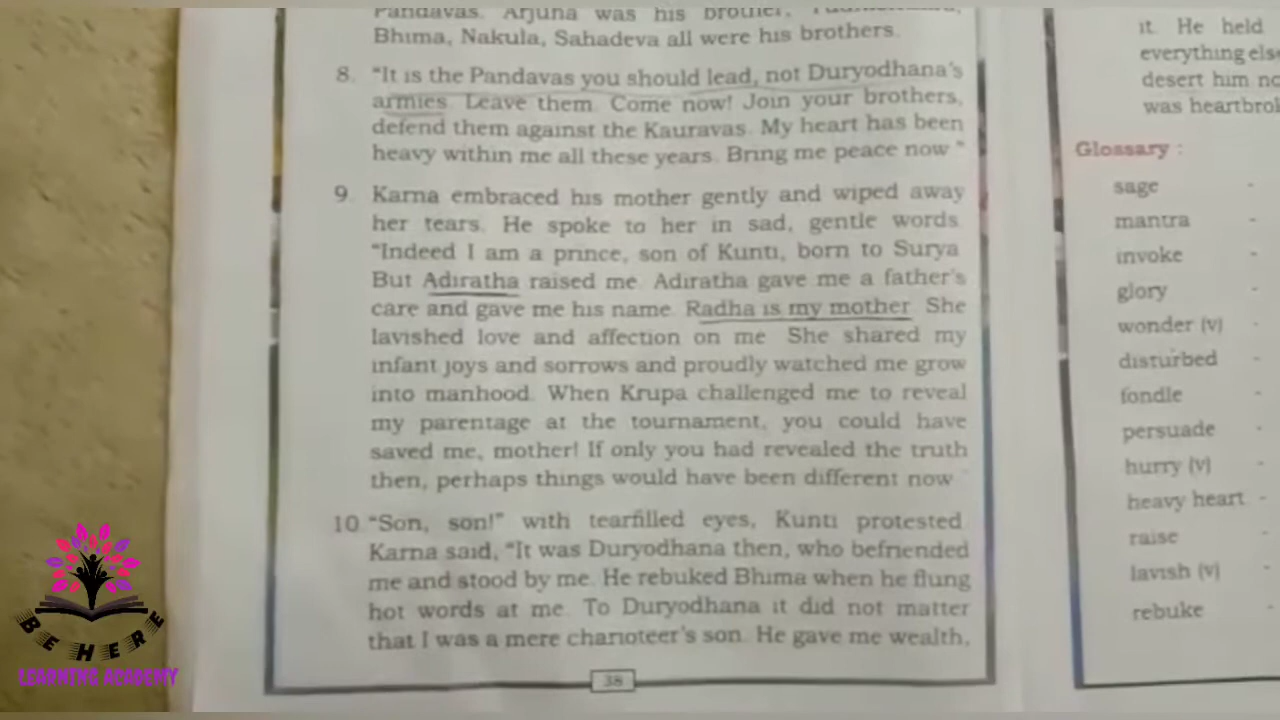 Pandavas. Arjuna was his brother,
Bhima, Nakula, Sahadeva all were his brothers.
8. "It is the Pandavas you should lead, not Duryodhana's
armies. Leave them. Come now! Join your brothers,
defend them against the Kauravas. My heart has been
heavy within me all these years. Bring me peace now."
9. Karna embraced his mother gently and wiped away
her tears. He spoke to her in sad, gentle words.
"Indeed I am a prince, son of Kunti, born to Surya.
But Adiratha raised me. Adiratha gave me a father's
care and gave me his name. Radha is my mother. She
lavished love and affection on me. She shared my
infant joys and sorrows and proudly watched me grow
into manhood. When Krupa challenged me to reveal
my parentage at the tournament, you could have
saved me, mother! If only you had revealed the truth
then, perhaps things would have been different now."
10. "Son, son!" with tearfilled eyes, Kunti protested.
Karna said, "It was Duryodhana then, who befriended
me and stood by me. He rebuked Bhima when he flung
hot words at me. To Duryodhana it did not matter
that I was a mere charioteer's son. He gave me wealth,
38
it. He held
everything else
desert him
was
Glossary :
sage -
mantra -
invoke -
glory -
wonder (v) -
disturbed -
fondle -
persuade -
hurry (v) -
heavy heart -
raise -
lavish (v) -
rebuke -
BE HERE
LEARNING ACADEMY